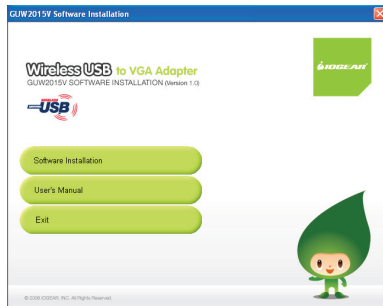 GUW2015V Software Installation
Wireless USB to VGA Adapter
GUW2015V SOFTWARE INSTALLATION (Version 1.0)
IOGEAR
WIRELESS
USB
Software Installation
User's Manual
Exit
© 2008 IOGEAR, INC. All Rights Reserved.